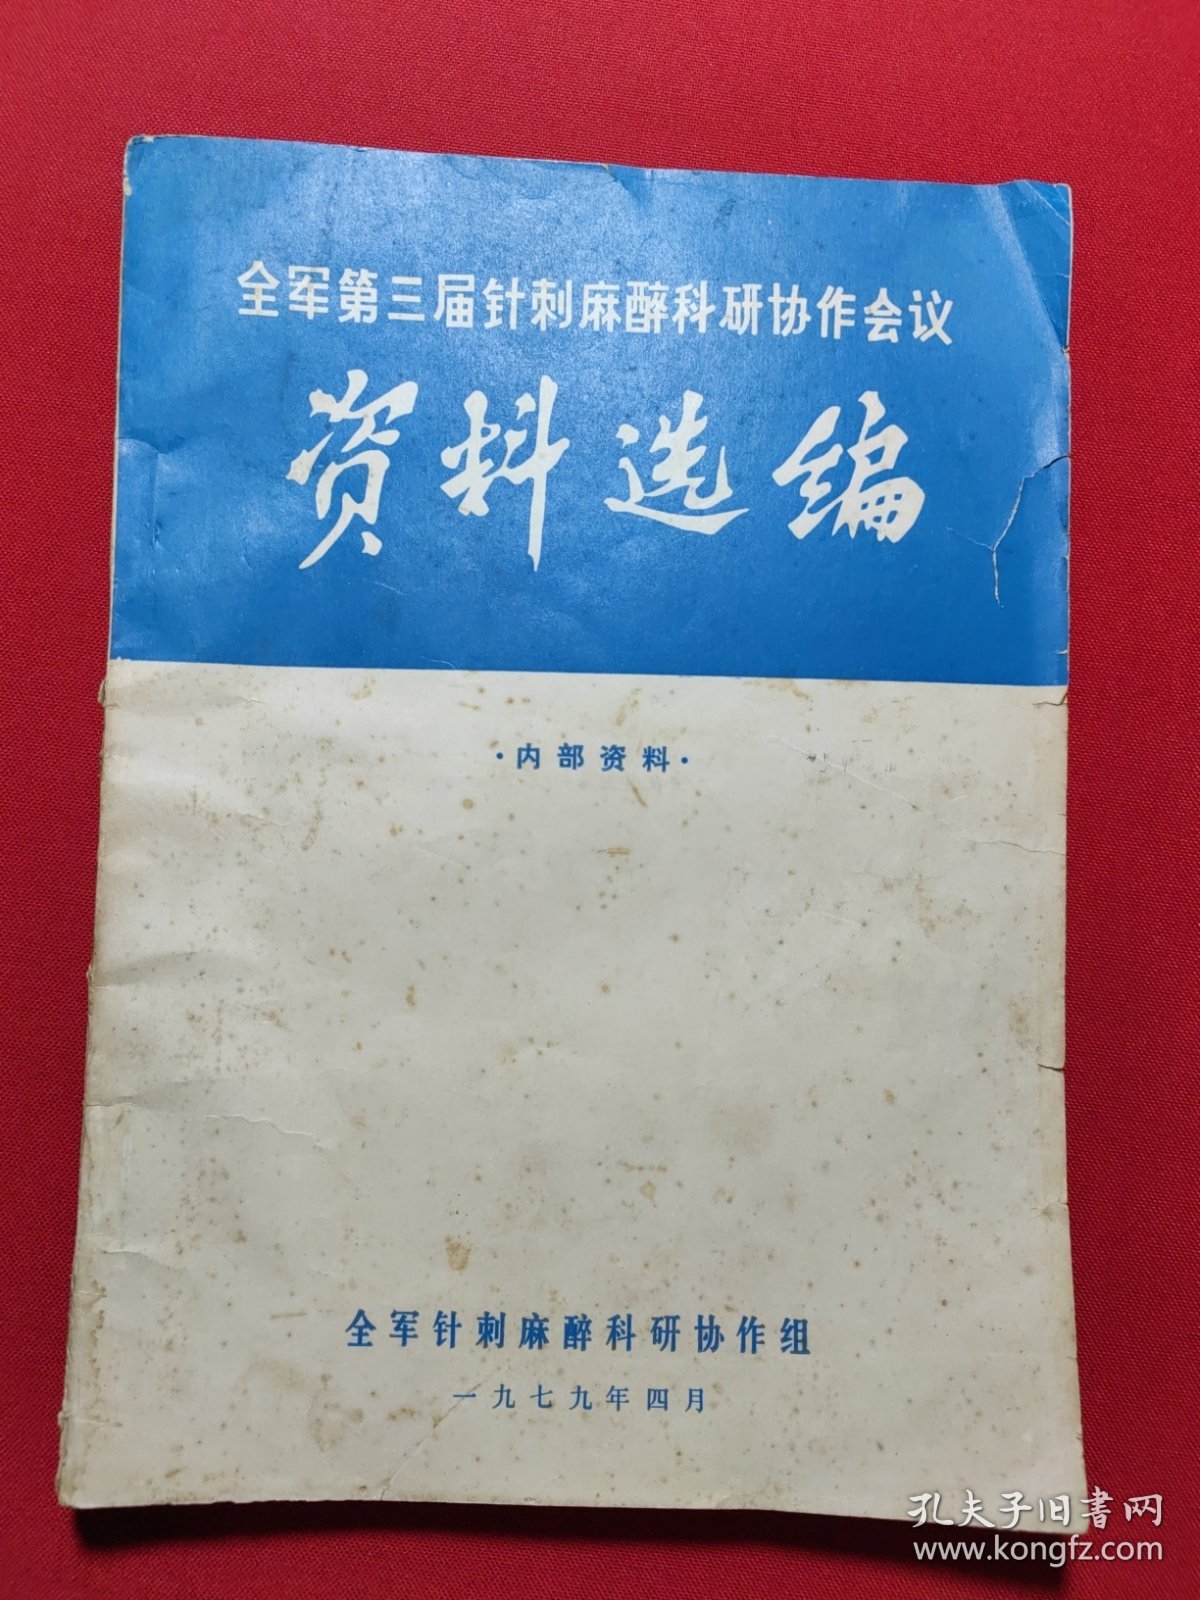 全军第三届针刺麻醉科研协作会议
资料选编
·内部资料·
全军针刺麻醉科研协作组
一九七九年四月
孔夫子旧书网
www.kongfz.com